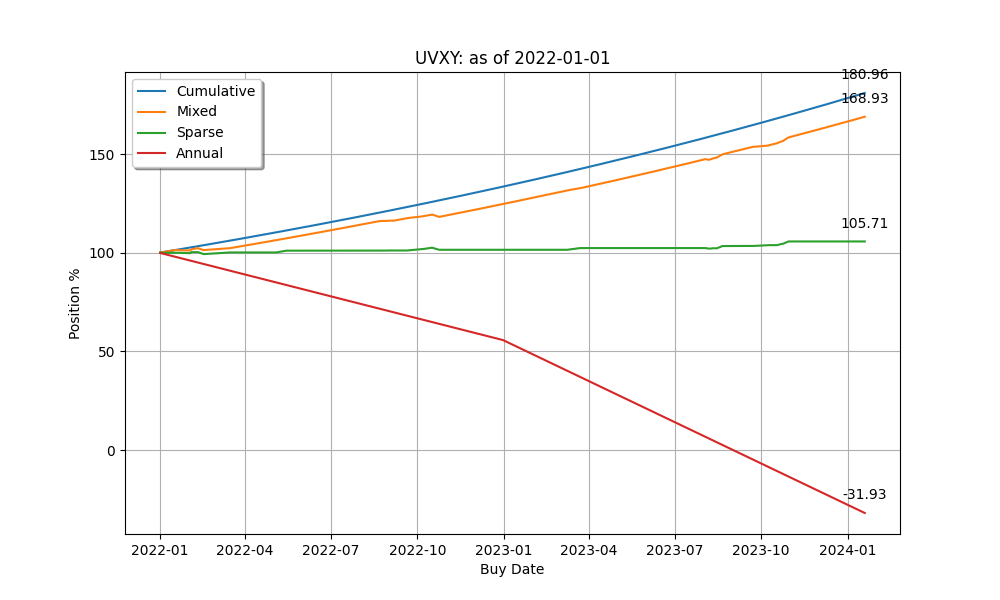 UVXY: as of 2022-01-01
Cumulative
Mixed
Sparse
Annual
180.96
168.93
105.71
-31.93
150
100
50
0
Position %
2022-01 2022-04 2022-07 2022-10 2023-01 2023-04 2023-07 2023-10 2024-01
Buy Date